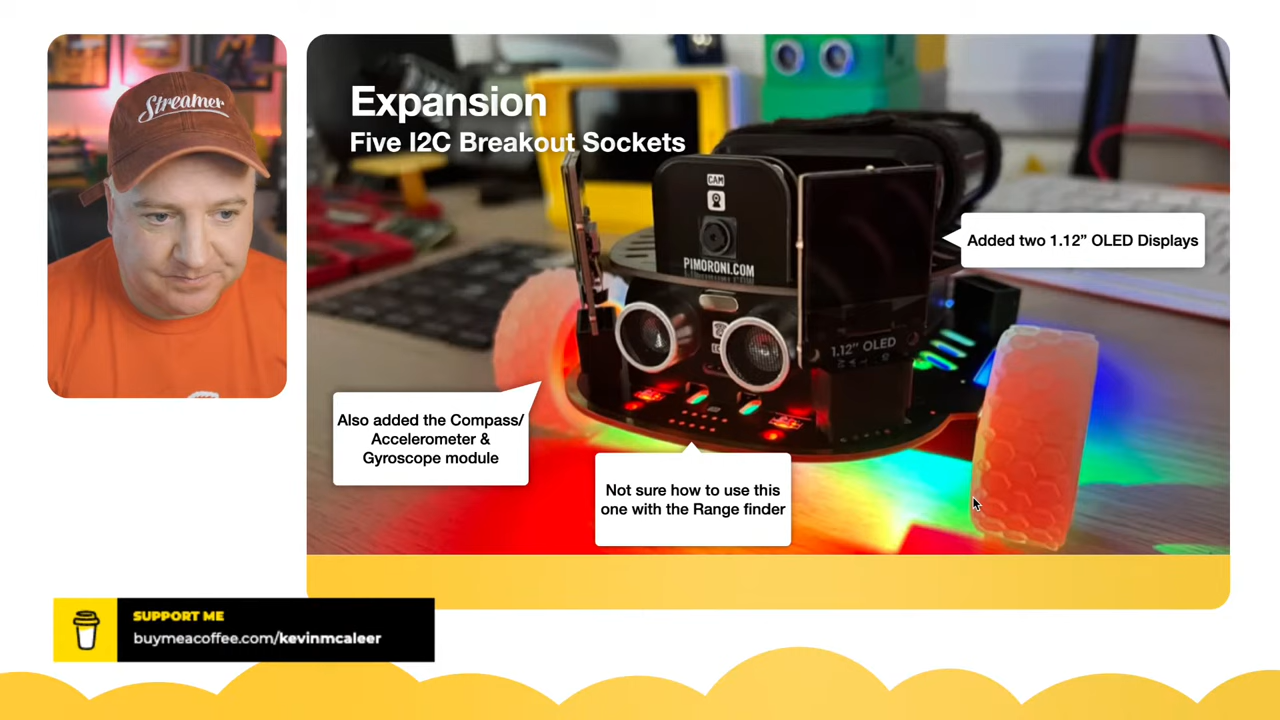 Streamer
Expansion
Five I2C Breakout Sockets
CAM
PIMORONI.COM
Added two 1.12” OLED Displays
1.12” OLED
Also added the Compass/
Accelerometer &
Gyroscope module
Not sure how to use this
one with the Range finder
SUPPORT ME
buymeacoffee.com/kevinmcaleer